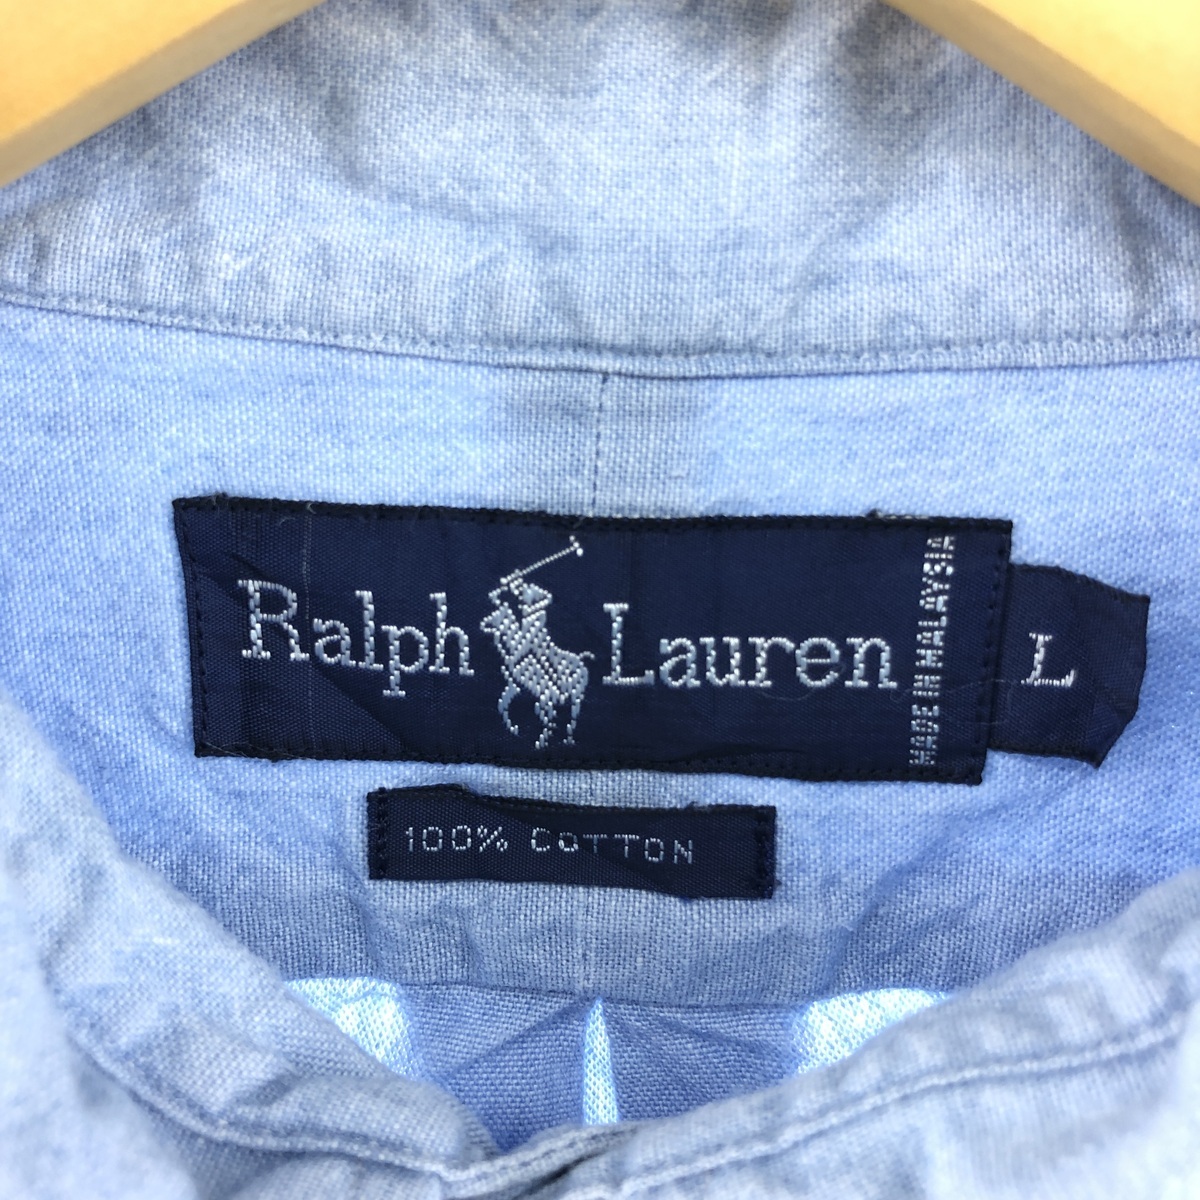 Ralph Lauren
MADE IN MALAYSIA
L
100% COTTON